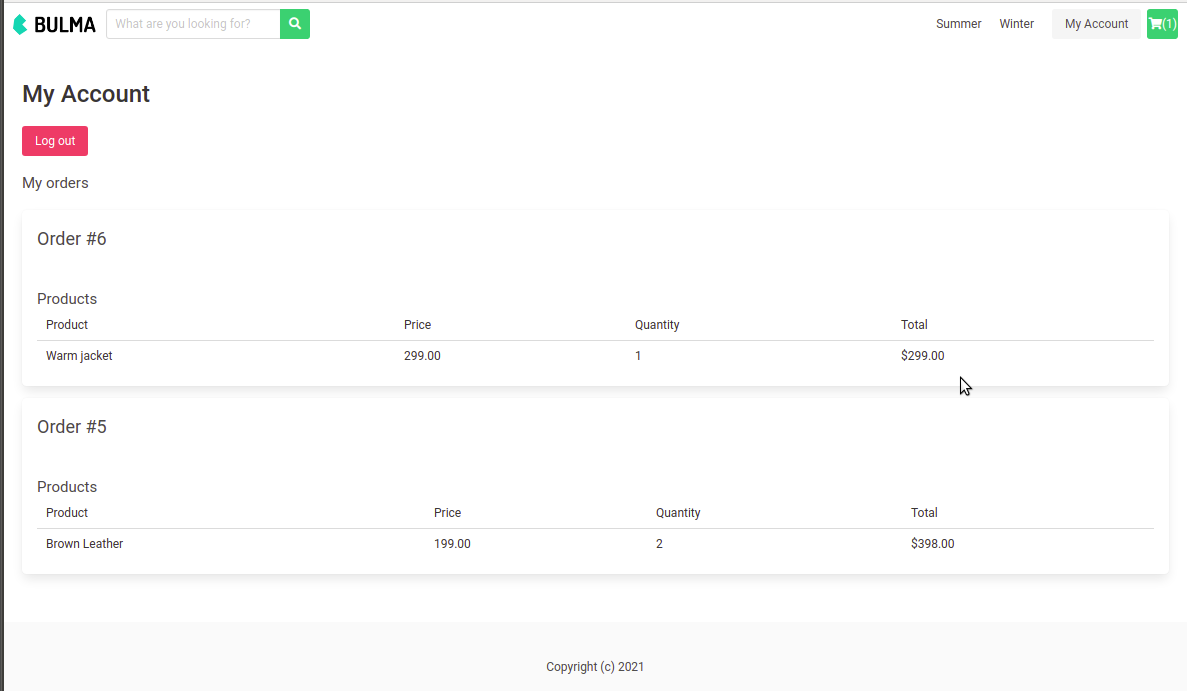 BULMA What are you looking for? Summer Winter My Account (1)
My Account
Log out
My orders
Order #6
Products
Product Price Quantity Total
Warm jacket 299.00 1 $299.00
Order #5
Products
Product Price Quantity Total
Brown Leather 199.00 2 $398.00
Copyright (c) 2021